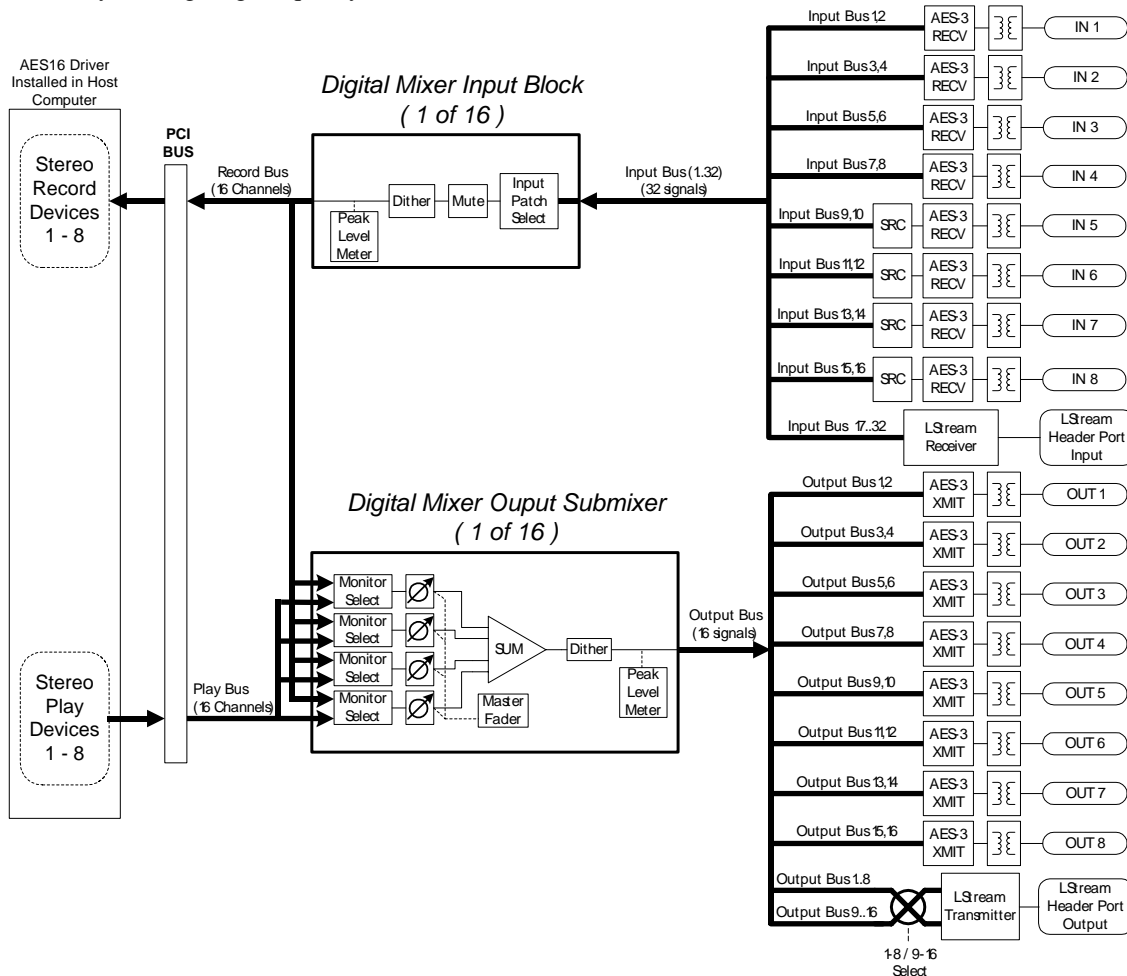 AES16 Driver
Installed in Host
Computer
Stereo
Record
Devices
1 - 8
Stereo
Play
Devices
1 - 8
PCI
BUS
Record Bus
(16 Channels)
Play Bus
(16 Channels)
Digital Mixer Input Block
( 1 of 16 )
Peak
Level
Meter
Dither
Mute
Input
Patch
Select
Input Bus (1..32)
(32 signals)
Digital Mixer Ouput Submixer
( 1 of 16 )
Monitor
Select
Monitor
Select
Monitor
Select
Monitor
Select
SUM
Master
Fader
Dither
Peak
Level
Meter
Output Bus
(16 signals)
Input Bus 1,2
AES-3
RECV
IN 1
Input Bus 3,4
AES-3
RECV
IN 2
Input Bus 5,6
AES-3
RECV
IN 3
Input Bus 7,8
AES-3
RECV
IN 4
Input Bus 9,10
SRC
AES-3
RECV
IN 5
Input Bus 11,12
SRC
AES-3
RECV
IN 6
Input Bus 13,14
SRC
AES-3
RECV
IN 7
Input Bus 15,16
SRC
AES-3
RECV
IN 8
Input Bus 17..32
LStream
Receiver
LStream
Header Port
Input
Output Bus 1,2
AES-3
XMIT
OUT 1
Output Bus 3,4
AES-3
XMIT
OUT 2
Output Bus 5,6
AES-3
XMIT
OUT 3
Output Bus 7,8
AES-3
XMIT
OUT 4
Output Bus 9,10
AES-3
XMIT
OUT 5
Output Bus 11,12
AES-3
XMIT
OUT 6
Output Bus 13,14
AES-3
XMIT
OUT 7
Output Bus 15,16
AES-3
XMIT
OUT 8
Output Bus 1..8
Output Bus 9..16
1-8 / 9-16
Select
LStream
Transmitter
LStream
Header Port
Output